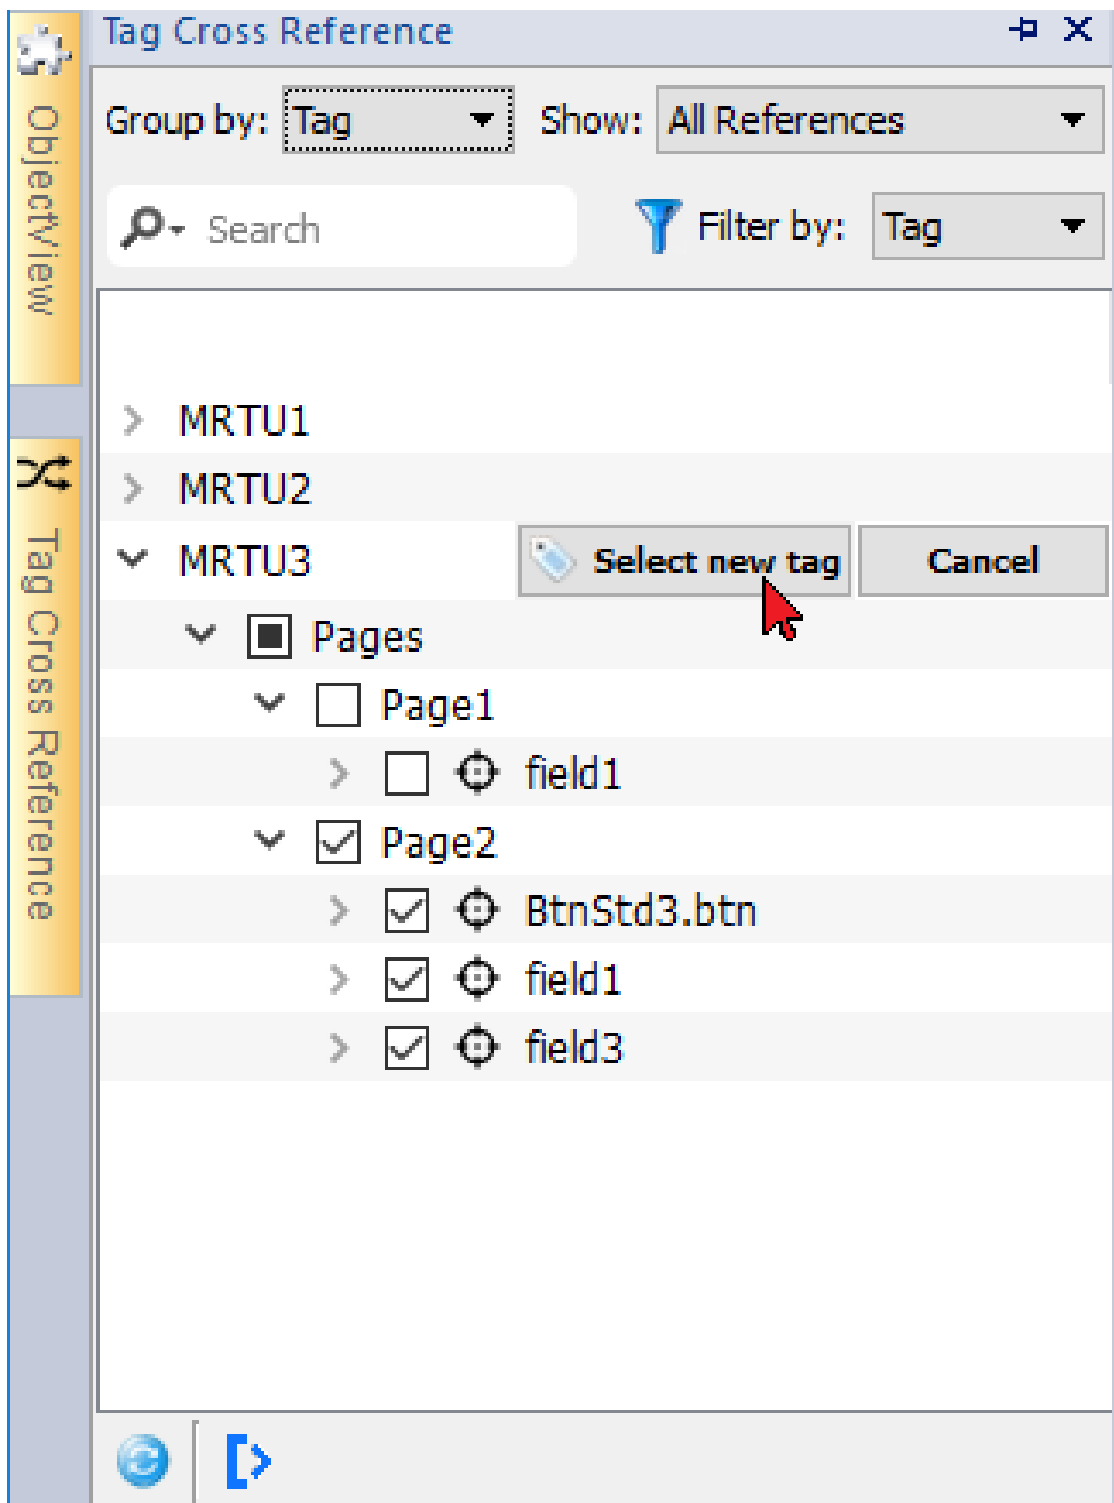 Tag Cross Reference
Group by: Tag Show: All References
Search Filter by: Tag
ObjectView
Tag Cross Reference
MRTU1
MRTU2
MRTU3 Select new tag Cancel
Pages
Page1
field1
Page2
BtnStd3.btn
field1
field3